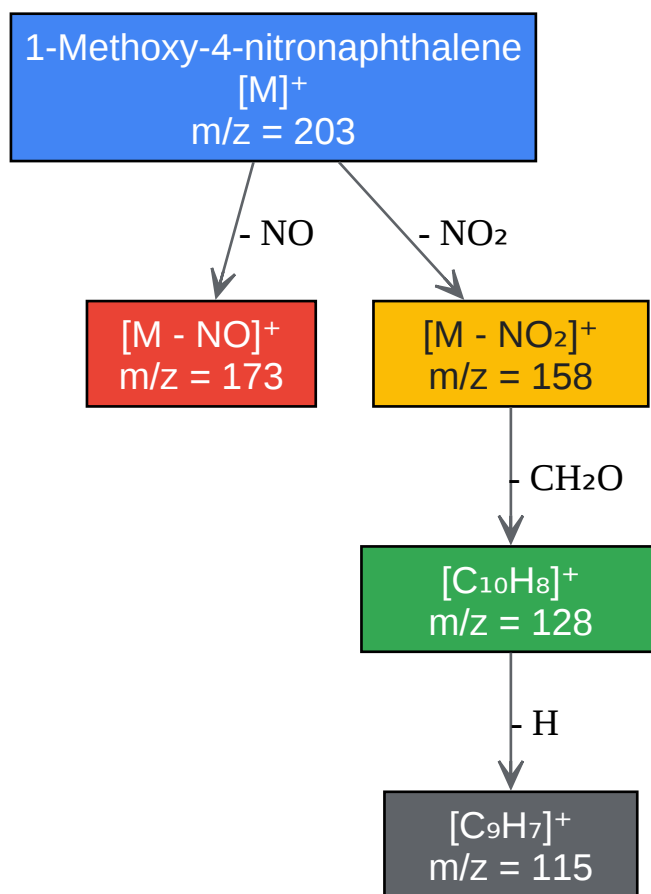 1-Methoxy-4-nitronaphthalene
[M]⁺
m/z = 203
- NO
- NO₂
[M - NO]⁺
m/z = 173
[M - NO₂]⁺
m/z = 158
- CH₂O
[C₁₀H₈]⁺
m/z = 128
- H
[C₉H₇]⁺
m/z = 115